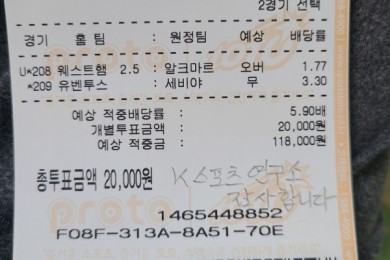 2경기 선택
경기 홈팀 : 원정팀 예상 배당률
U*208 웨스트햄 2.5 : 알크마르 오버 1.77
*209 유벤투스 : 세비야 무 3.30
예상 적중배당률 : 5.90배
개별투표금액 : 20,000원
예상 적중금 : 118,000원
총투표금액 20,000원
K스포츠 연구소
감사합니다
1465448852
F08F-313A-8A51-70E
proto
proto